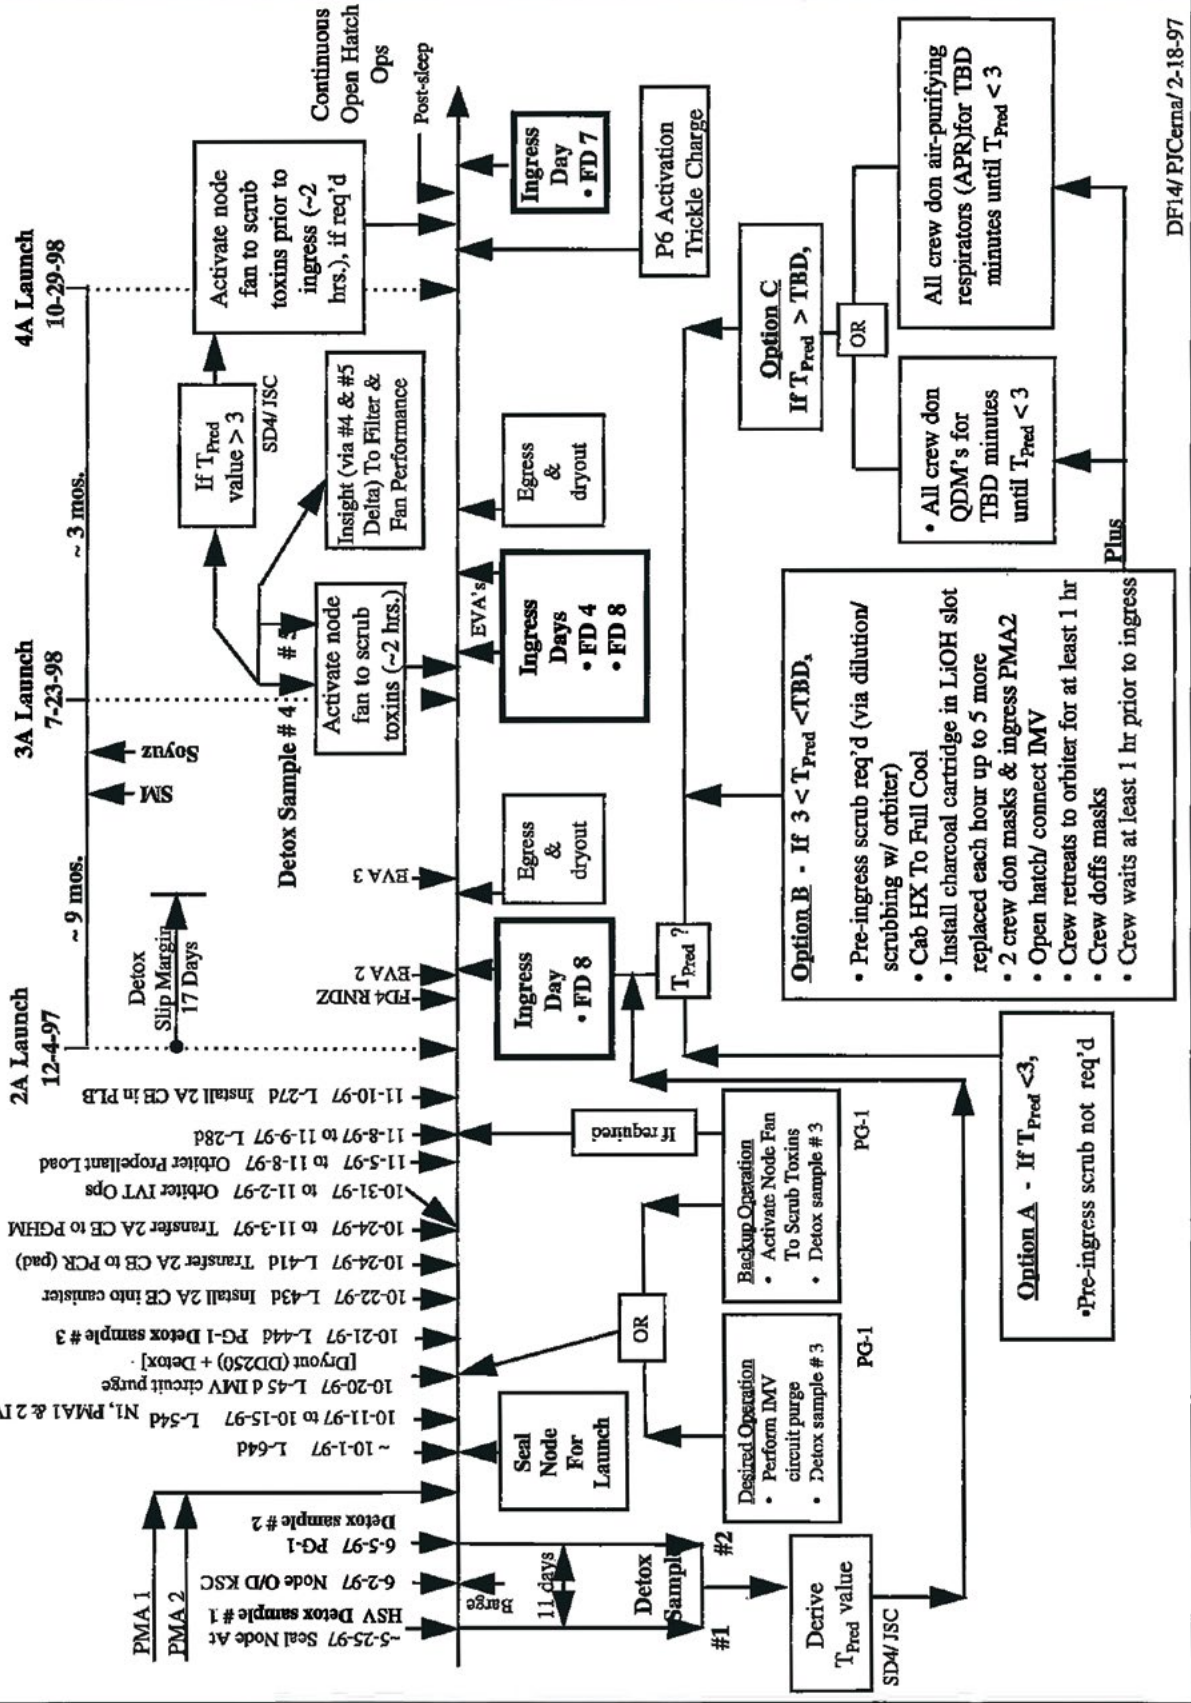 2A Launch
12-4-97
3A Launch
7-23-98
4A Launch
10-29-98
~ 9 mos.
~ 3 mos.
Detox
Slip Margin
17 Days
SM
Soyuz
PMA 1
PMA 2
~5-25-97 Seal Node At
HSV Detox sample # 1
6-2-97 Node O/D KSC
6-5-97 PG-1
Detox sample # 2
~ 10-1-97 L-64d
10-11-97 to 10-15-97 L-54d N1, PMA1 & 2
10-20-97 L-45 d IMV circuit purge
[Dryout (DD250) + Detox]
10-21-97 L-44d PG-1 Detox sample # 3
10-22-97 L-43d Install 2A CE into canister
10-24-97 L-41d Transfer 2A CE to PCR (pad)
10-24-97 to 11-3-97 Transfer 2A CE to PGHM
10-31-97 to 11-2-97 Orbiter IVT Ops
11-5-97 to 11-8-97 Orbiter Propellant Load
11-8-97 to 11-9-97 L-28d
11-10-97 L-27d Install 2A CE in PLB
FD4 RNDZ
EVA 2
EVA 3
Detox Sample # 4
# 5
If TPred
value > 3
SD4/ JSC
Activate node
fan to scrub
toxins (~2 hrs.)
Insight (via #4 & #5
Delta) To Filter &
Fan Performance
Activate node
fan to scrub
toxins prior to
ingress (~2
hrs.), if req'd
Continuous
Open Hatch
Ops
Post-sleep
Barge
11 days
Detox
Sample
#1
#2
Derive
TPred value
SD4/ JSC
Seal
Node
For
Launch
OR
Desired Operation
• Perform IMV
circuit purge
• Detox sample # 3
PG-1
Backup Operation
• Activate Node Fan
To Scrub Toxins
• Detox sample # 3
PG-1
If required
Ingress
Day
• FD 8
Egress
&
dryout
EVA's
Ingress
Days
• FD 4
• FD 8
Egress
&
dryout
Ingress
Day
• FD 7
P6 Activation
Trickle Charge
TPred ?
Option A - If TPred <3,
•Pre-ingress scrub not req'd
Option B - If 3 < TPred <TBD,
• Pre-ingress scrub req'd (via dilution/
scrubbing w/ orbiter)
• Cab HX To Full Cool
• Install charcoal cartridge in LiOH slot
replaced each hour up to 5 more
• 2 crew don masks & ingress PMA2
• Open hatch/ connect IMV
• Crew retreats to orbiter for at least 1 hr
• Crew doffs masks
• Crew waits at least 1 hr prior to ingress
Plus
Option C
If TPred > TBD,
OR
• All crew don
QDM's for
TBD minutes
until TPred < 3
All crew don air-purifying
respirators (APR)for TBD
minutes until TPred < 3
DF14/ PJCerna/ 2-18-97